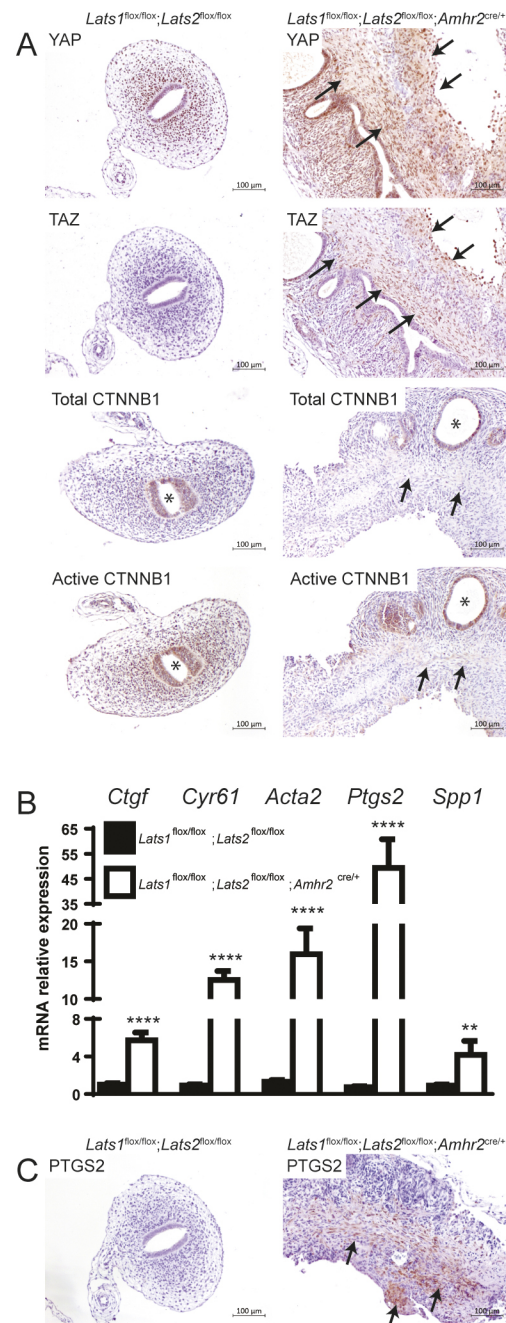 Lats1flox/flox;Lats2flox/flox Lats1flox/flox;Lats2flox/flox;Amhr2cre/+
A
YAP YAP
100 µm 100 µm
TAZ TAZ
100 µm 100 µm
Total CTNNB1 Total CTNNB1
* *
100 µm 100 µm
Active CTNNB1 Active CTNNB1
* *
100 µm 100 µm
B
Ctgf Cyr61 Acta2 Ptgs2 Spp1
mRNA relative expression
65
55
45
35
20
15
10
8
4
0
Lats1flox/flox;Lats2flox/flox
Lats1flox/flox;Lats2flox/flox;Amhr2cre/+
**** **** **** **** **
Lats1flox/flox;Lats2flox/flox Lats1flox/flox;Lats2flox/flox;Amhr2cre/+
C
PTGS2 PTGS2
100 µm 100 µm